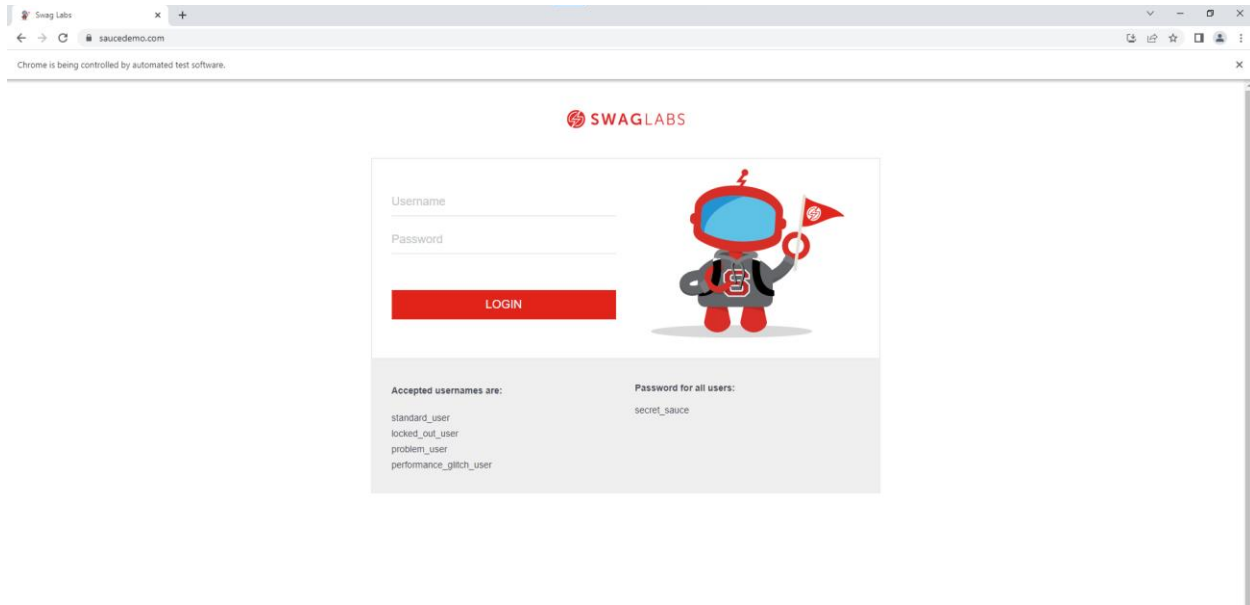 Swag Labs
saucedemo.com
Chrome is being controlled by automated test software.
SWAGLABS
Username
Password
LOGIN
S
Accepted usernames are:
standard_user
locked_out_user
problem_user
performance_glitch_user
Password for all users:
secret_sauce